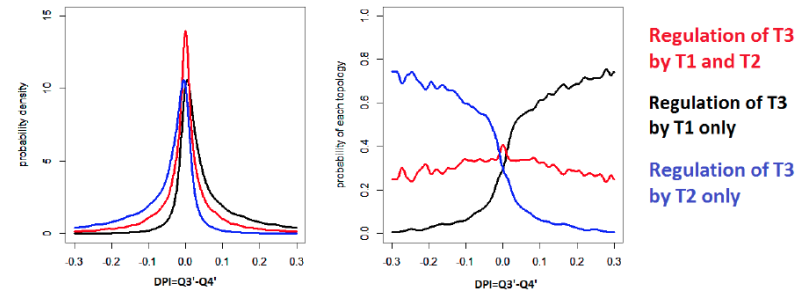 probability density
15
10
5
0
-0.3 -0.2 -0.1 0.0 0.1 0.2 0.3
DPI=Q3'-Q4'
probability of each topology
1.0
0.8
0.6
0.4
0.2
0.0
-0.3 -0.2 -0.1 0.0 0.1 0.2 0.3
DPI=Q3'-Q4'
Regulation of T3
by T1 and T2
Regulation of T3
by T1 only
Regulation of T3
by T2 only